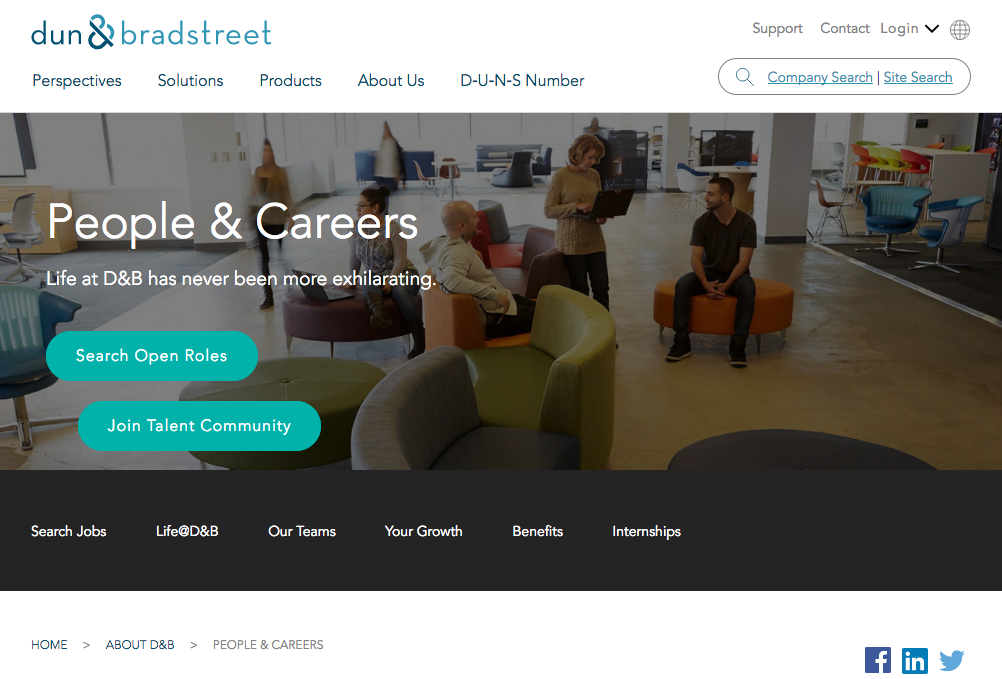 dun & bradstreet
Support Contact Login
Perspectives Solutions Products About Us D-U-N-S Number
Company Search | Site Search
People & Careers
Life at D&B has never been more exhilarating.
Search Open Roles
Join Talent Community
Search Jobs Life@D&B Our Teams Your Growth Benefits Internships
HOME > ABOUT D&B > PEOPLE & CAREERS
f in